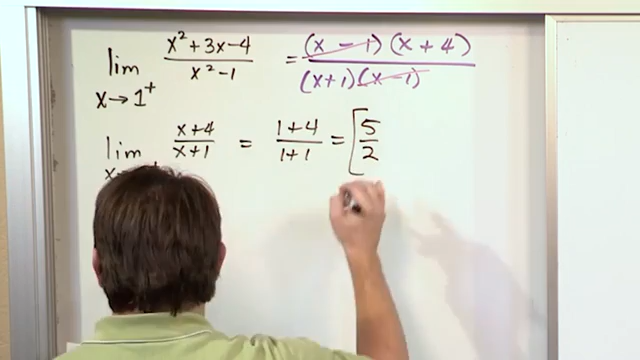 lim x→1⁺ x² + 3x − 4 / x² − 1 = (x − 1) (x + 4) / (x + 1) (x − 1)
lim x + 4 / x + 1 = 1 + 4 / 1 + 1 = 5 / 2